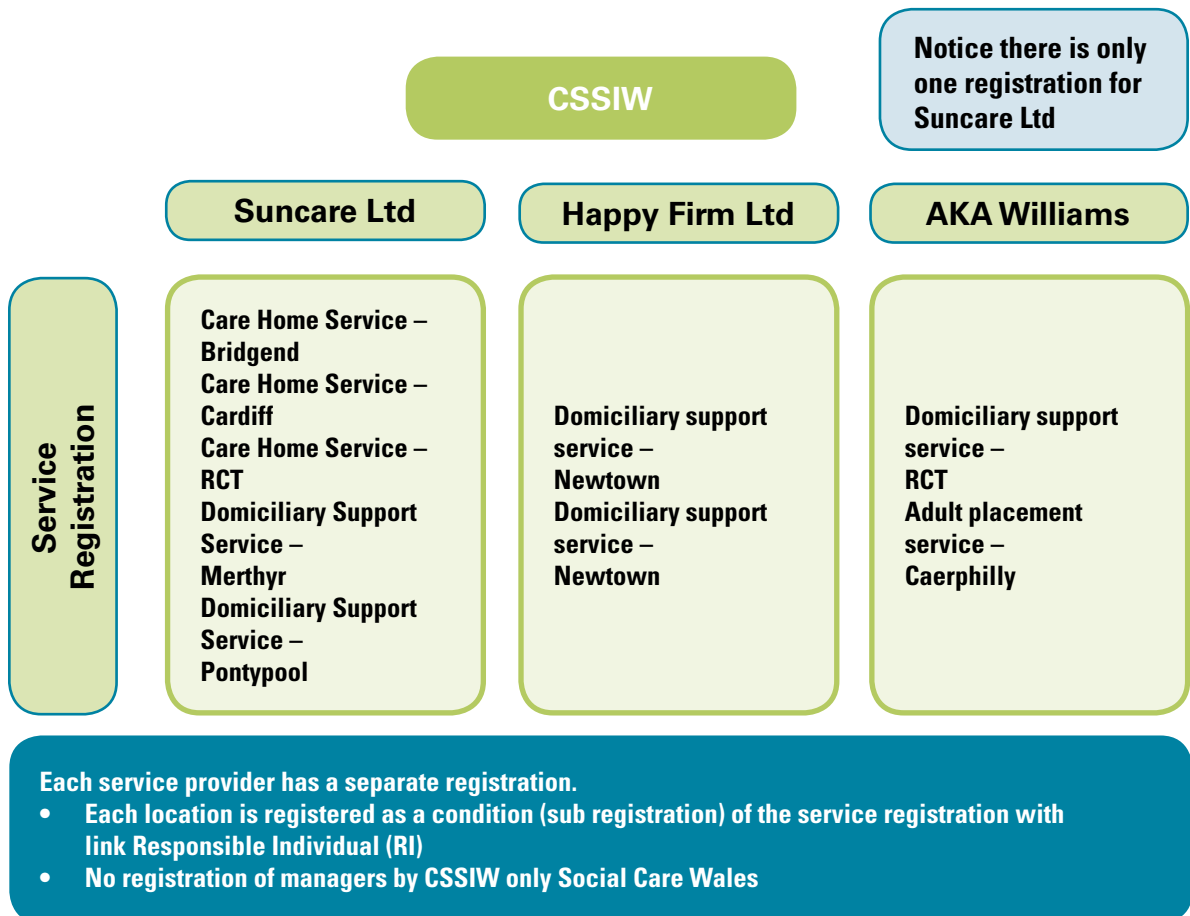 CSSIW
Notice there is only
one registration for
Suncare Ltd
Suncare Ltd
Happy Firm Ltd
AKA Williams
Service
Registration
Care Home Service –
Bridgend
Care Home Service –
Cardiff
Care Home Service –
RCT
Domiciliary Support
Service –
Merthyr
Domiciliary Support
Service –
Pontypool
Domiciliary support
service –
Newtown
Domiciliary support
service –
Newtown
Domiciliary support
service –
RCT
Adult placement
service –
Caerphilly
Each service provider has a separate registration.
• Each location is registered as a condition (sub registration) of the service registration with
link Responsible Individual (RI)
• No registration of managers by CSSIW only Social Care Wales